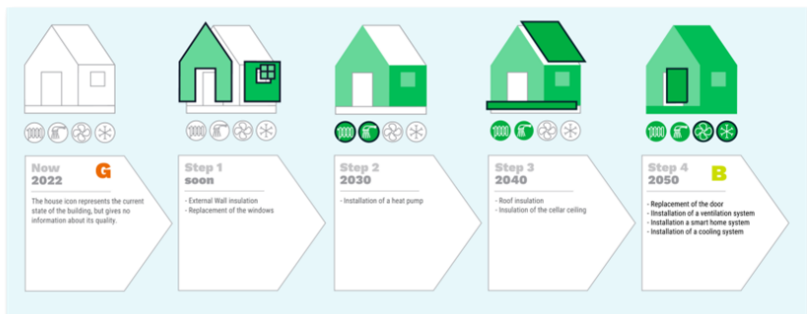 Now
2022
G
The house icon represents the current
state of the building, but gives no
information about its quality.
Step 1
soon
- External Wall insulation
- Replacement of the windows
Step 2
2030
- Installation of a heat pump
Step 3
2040
- Roof insulation
- Insulation of the cellar ceiling
Step 4
2050
B
- Replacement of the door
- IInstallation of a ventilation system
- Installation a smart home system
- Installation of a cooling system